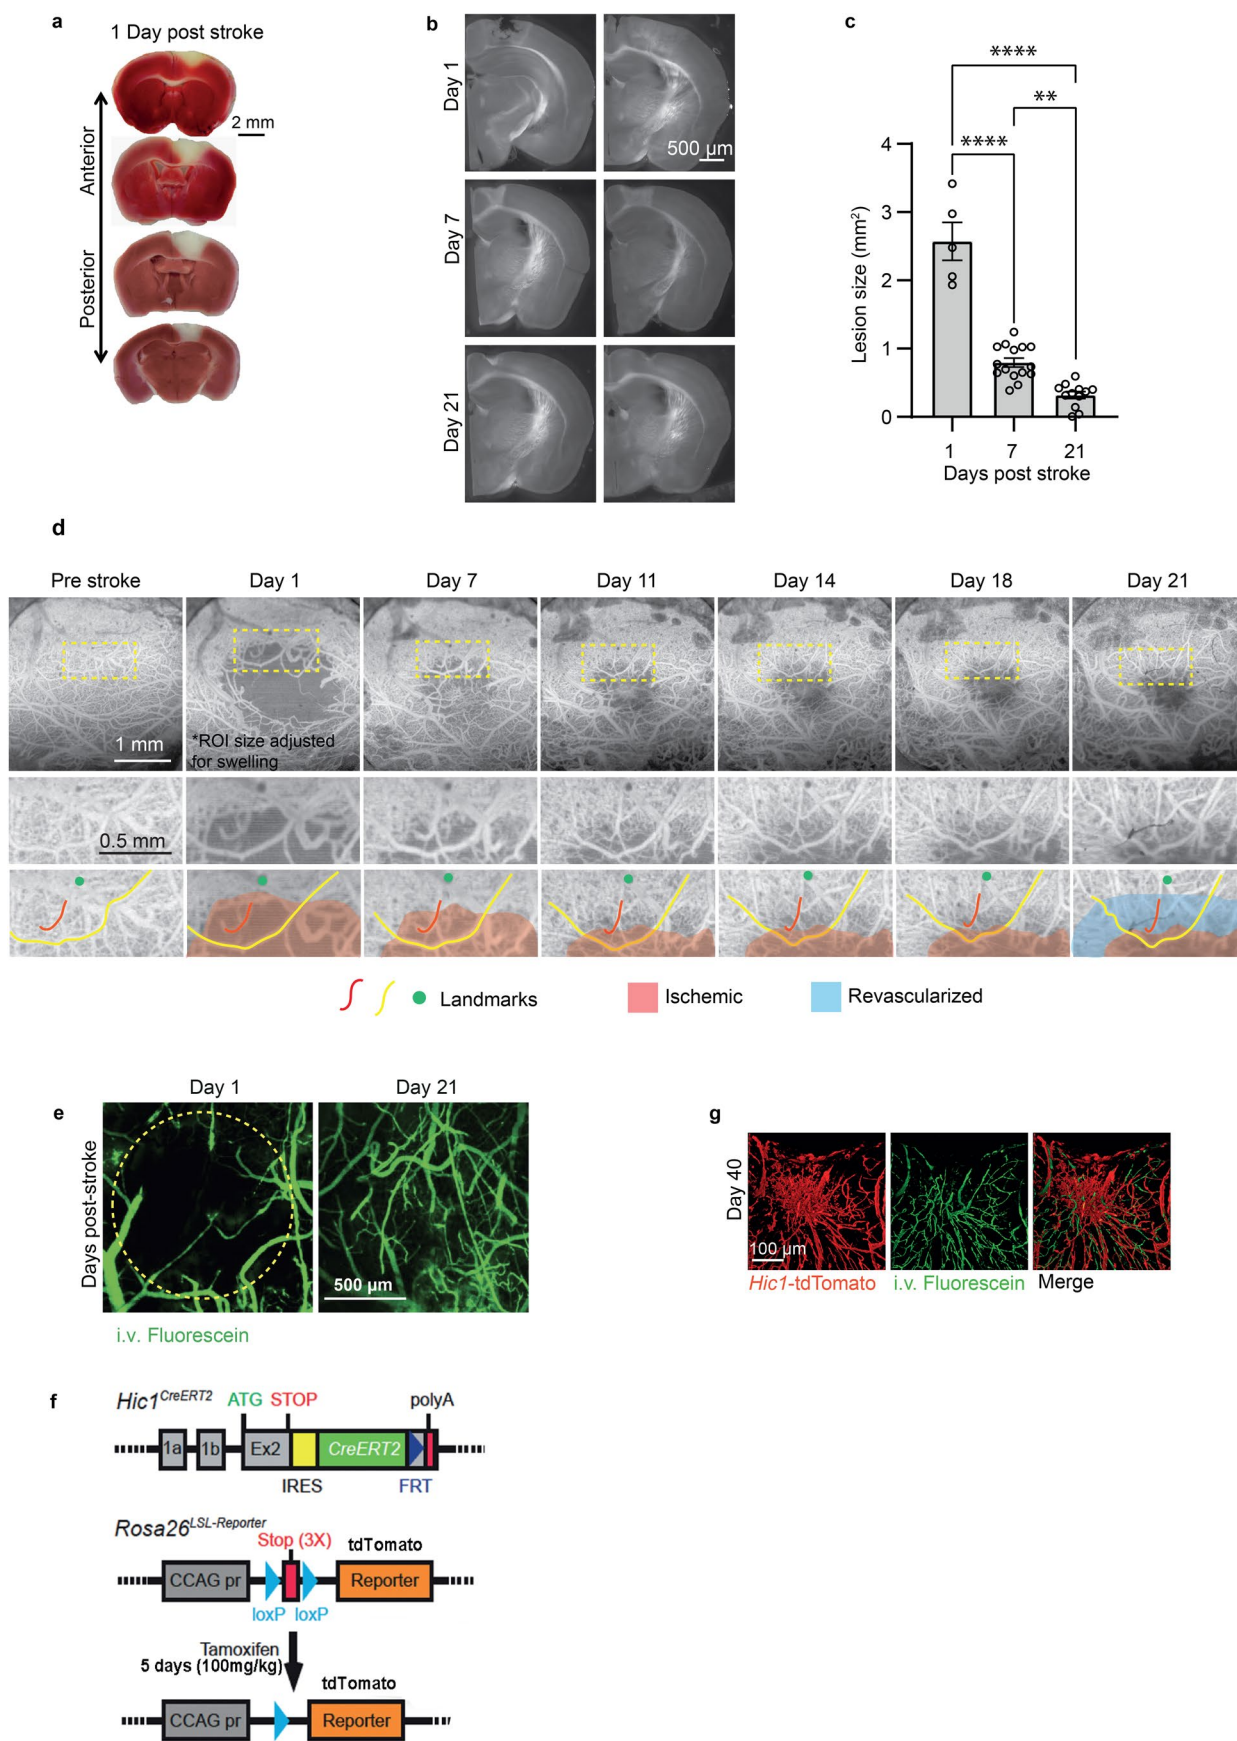 a
1 Day post stroke
2 mm
Anterior
Posterior
b
Day 1
500 µm
Day 7
Day 21
c
****
**
****
4
3
2
1
0
Lesion size (mm²)
1 7 21
Days post stroke
d
Pre stroke Day 1 Day 7 Day 11 Day 14 Day 18 Day 21
1 mm
*ROI size adjusted
for swelling
0.5 mm
Landmarks Ischemic Revascularized
e
Day 1 Day 21
Days post-stroke
500 µm
i.v. Fluorescein
g
Day 40
100 µm
Hic1-tdTomato i.v. Fluorescein Merge
f
Hic1CreERT2 ATG STOP polyA
1a 1b Ex2 CreERT2
IRES FRT
Rosa26LSL-Reporter
Stop (3X) tdTomato
CCAG pr Reporter
loxP loxP
Tamoxifen
5 days (100mg/kg)
tdTomato
CCAG pr Reporter